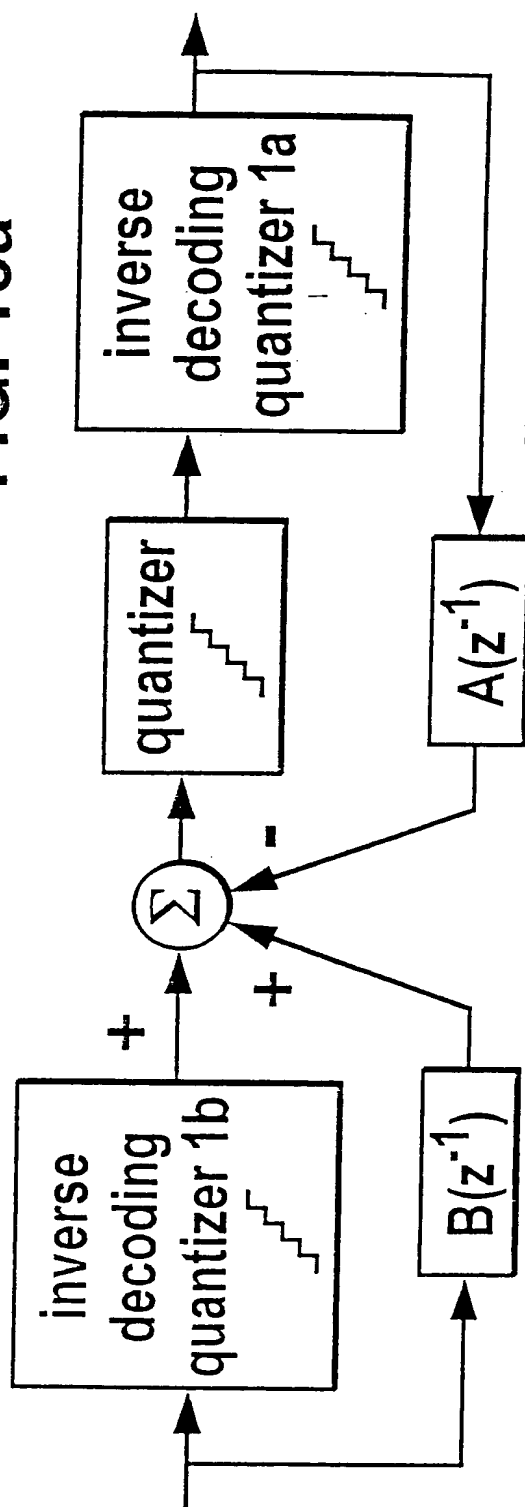 inverse
decoding
quantizer 1b
+
Σ
+
-
quantizer
inverse
decoding
quantizer 1a
B(z⁻¹)
A(z⁻¹)